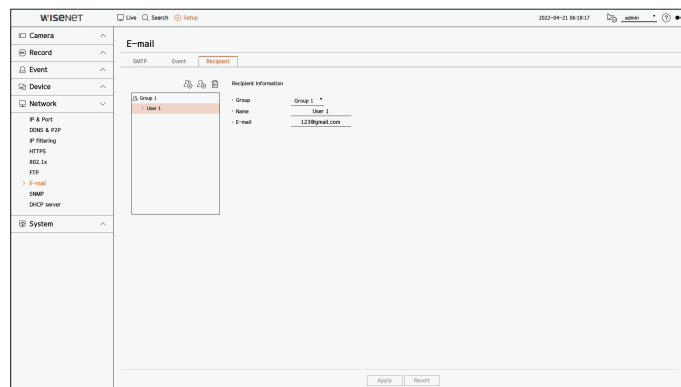 WISENET
Live Search Setup
2022-04-21 06:18:17 admin ?
Camera
Record
Event
Device
Network
IP & Port
DDNS & P2P
IP filtering
HTTPS
802.1x
FTP
> E-mail
SNMP
DHCP server
System
E-mail
SMTP Event Recipient
Group 1
User 1
Recipient Information
Group Group 1
Name User 1
E-mail 123@gmail.com
Apply Revert